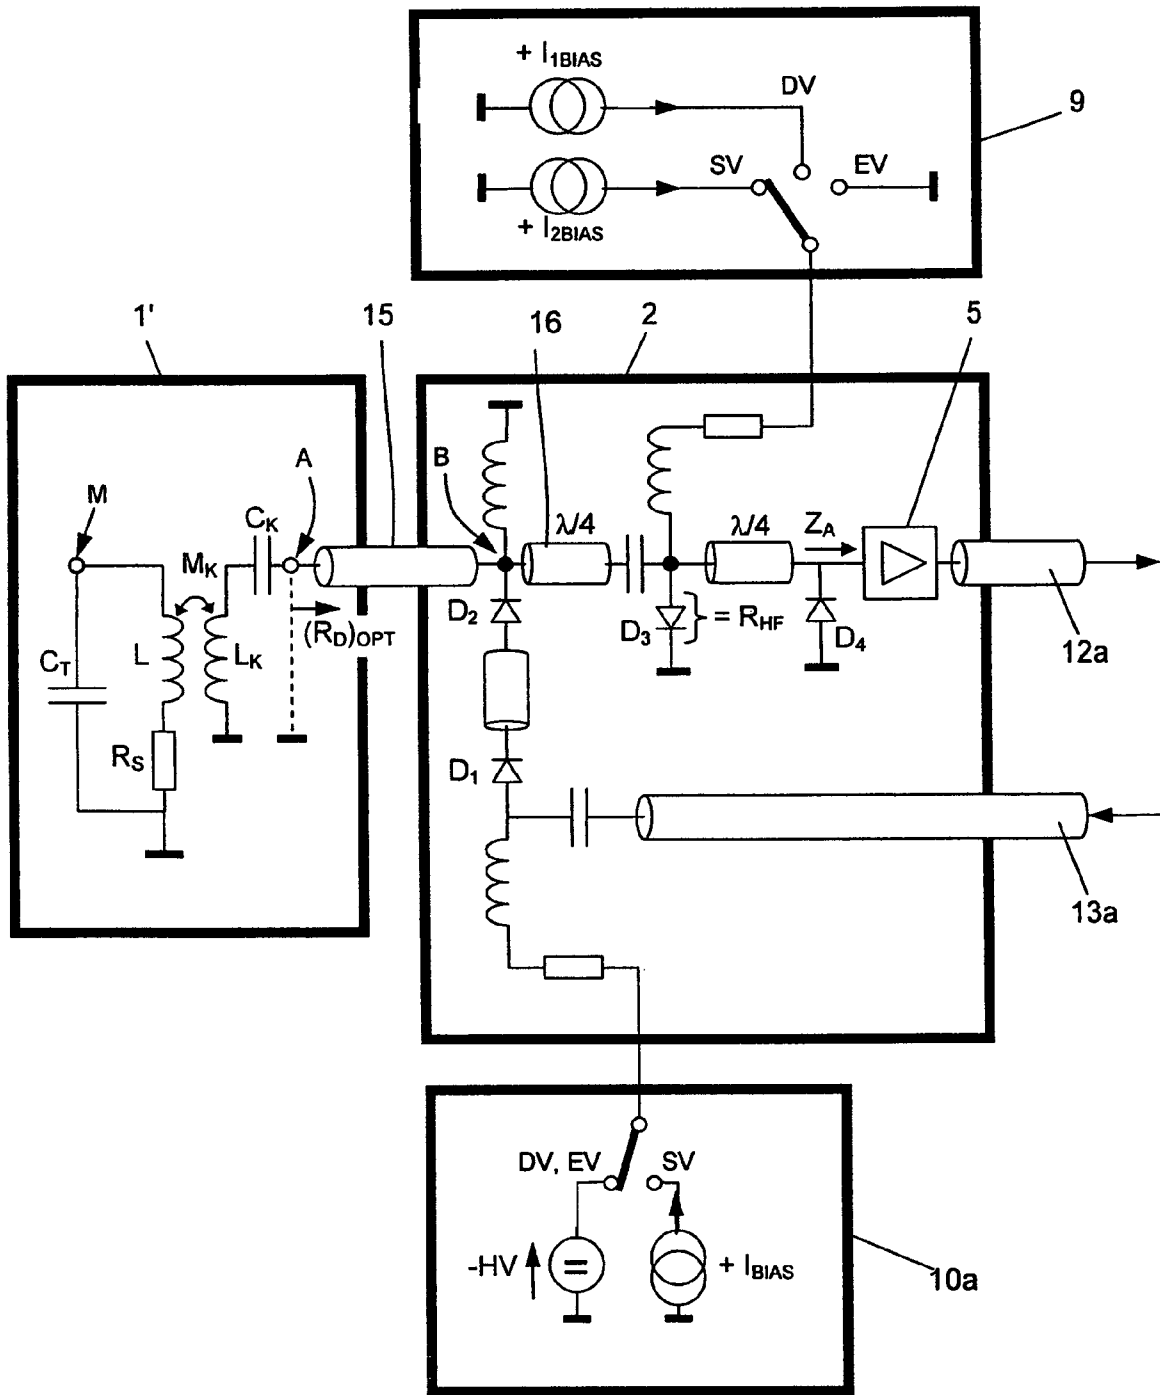 + I1BIAS
DV
9
SV
EV
+ I2BIAS
1'
15
16
2
5
M
CK
A
B
λ/4
λ/4
ZA
MK
(RD)OPT
D2
D3
} = RHF
D4
12a
CT
L
LK
RS
D1
13a
DV, EV
SV
-HV
=
+ IBIAS
10a